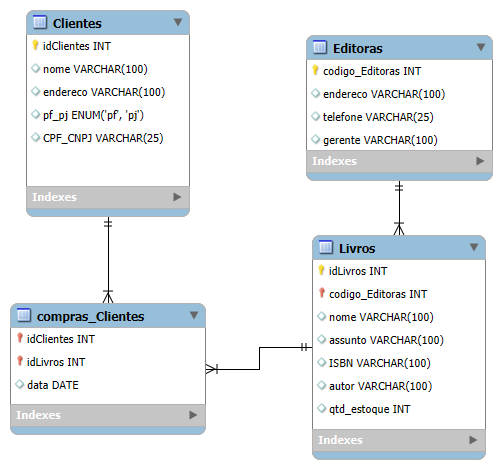 Clientes
idClientes INT
nome VARCHAR(100)
endereco VARCHAR(100)
pf_pj ENUM('pf', 'pj')
CPF_CNPJ VARCHAR(25)
Indexes
Editoras
codigo_Editoras INT
endereco VARCHAR(100)
telefone VARCHAR(25)
gerente VARCHAR(100)
Indexes
compras_Clientes
idClientes INT
idLivros INT
data DATE
Indexes
Livros
idLivros INT
codigo_Editoras INT
nome VARCHAR(100)
assunto VARCHAR(100)
ISBN VARCHAR(100)
autor VARCHAR(100)
qtd_estoque INT
Indexes